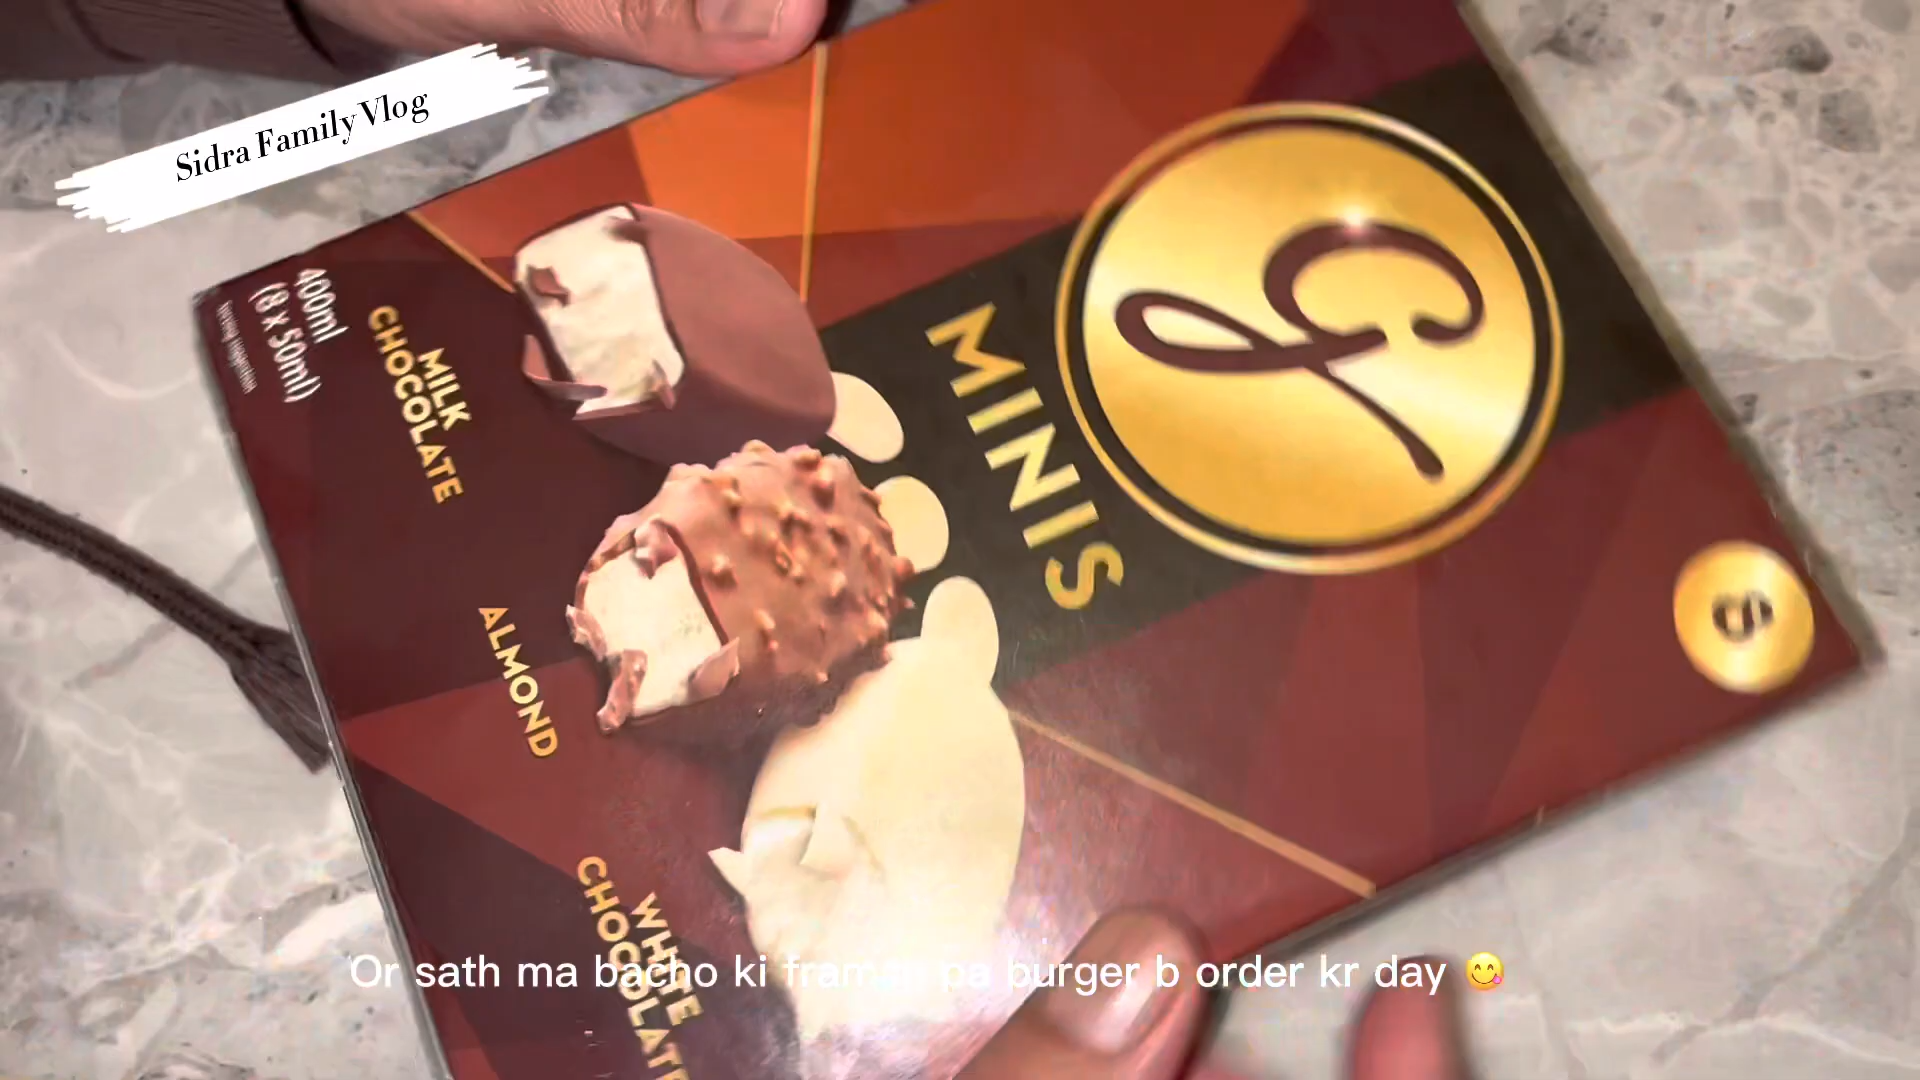 Sidra Family Vlog
G
MINIS
8
MILK
CHOCOLATE
ALMOND
WHITE
CHOCOLATE
400ml
(8 x 50ml)
Or sath ma bacho ki pa burger b order kr day 😋